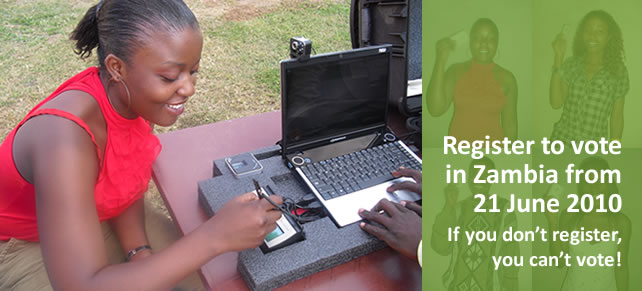 Register to vote
in Zambia from
21 June 2010
If you don't register,
you can't vote!